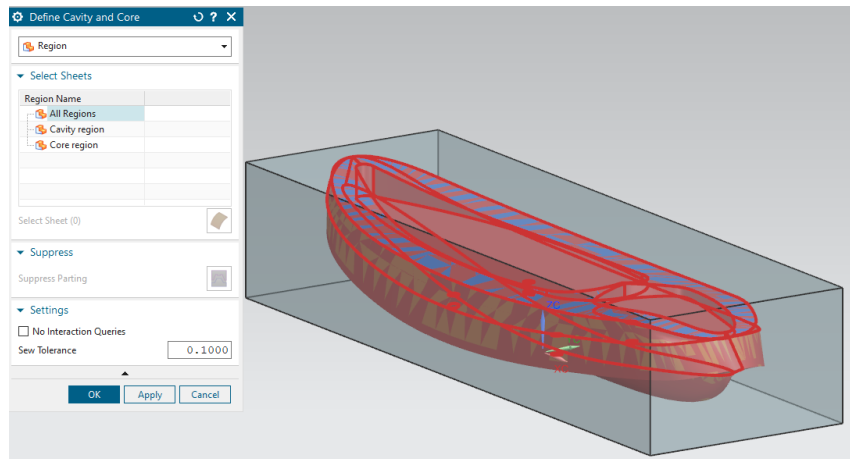 Define Cavity and Core
Region
Select Sheets
Region Name
All Regions
Cavity region
Core region
Select Sheet (0)
Suppress
Suppress Parting
Settings
No Interaction Queries
Sew Tolerance
0.1000
OK
Apply
Cancel